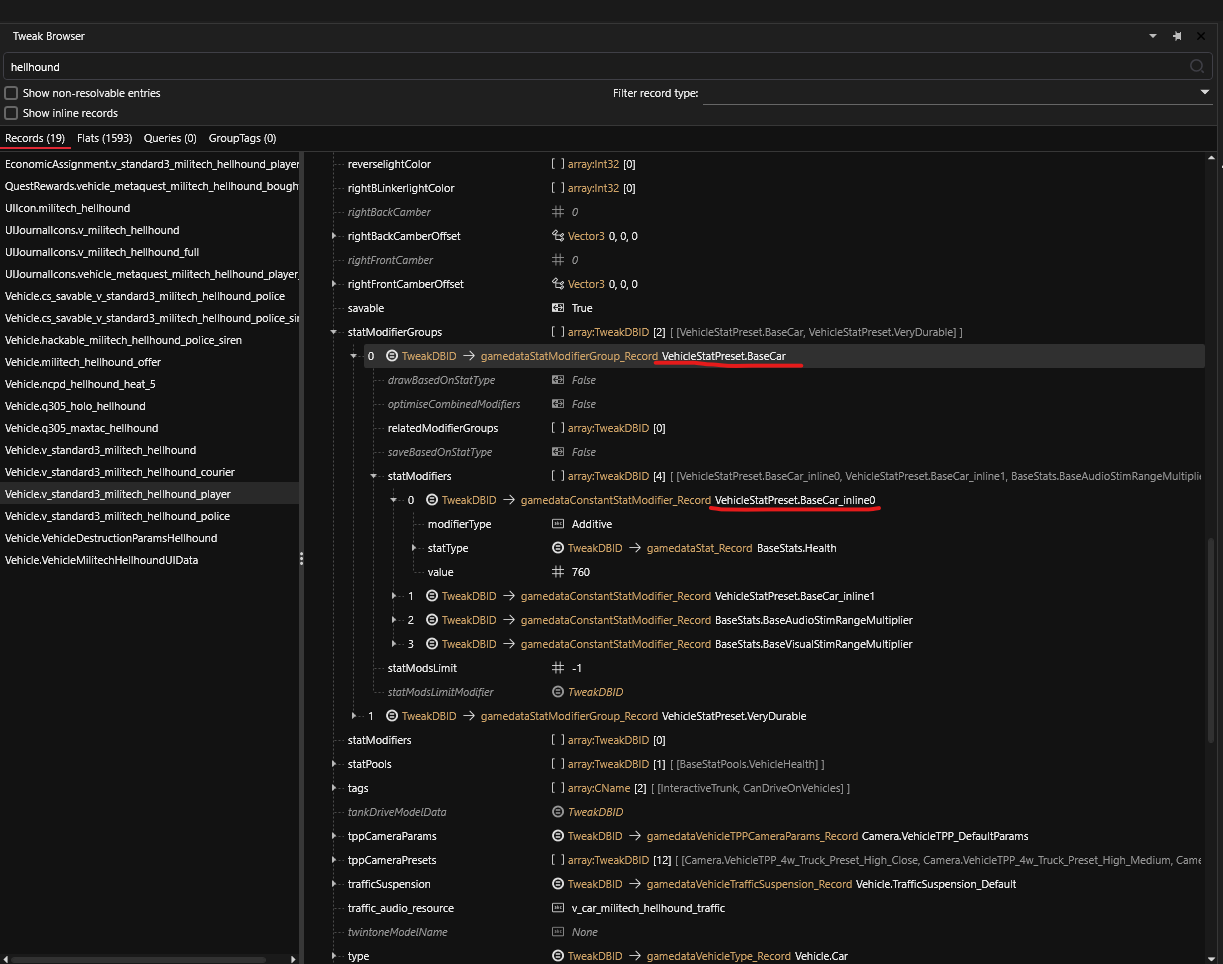 Tweak Browser
hellhound
Show non-resolvable entries
Filter record type:
Show inline records
Records (19) Flats (1593) Queries (0) GroupTags (0)
EconomicAssignment.v_standard3_militech_hellhound_player
QuestRewards.vehicle_metaquest_militech_hellhound_bough
UIIcon.militech_hellhound
UIJournalIcons.v_militech_hellhound
UIJournalIcons.v_militech_hellhound_full
UIJournalIcons.vehicle_metaquest_militech_hellhound_player_
Vehicle.cs_savable_v_standard3_militech_hellhound_police
Vehicle.cs_savable_v_standard3_militech_hellhound_police_sir
Vehicle.hackable_militech_hellhound_police_siren
Vehicle.militech_hellhound_offer
Vehicle.ncpd_hellhound_heat_5
Vehicle.q305_holo_hellhound
Vehicle.q305_maxtac_hellhound
Vehicle.v_standard3_militech_hellhound
Vehicle.v_standard3_militech_hellhound_courier
Vehicle.v_standard3_militech_hellhound_player
Vehicle.v_standard3_militech_hellhound_police
Vehicle.VehicleDestructionParamsHellhound
Vehicle.VehicleMilitechHellhoundUIData
reverselightColor [ ] array:Int32 [0]
rightBLinkerlightColor [ ] array:Int32 [0]
rightBackCamber 0
rightBackCamberOffset Vector3 0, 0, 0
rightFrontCamber 0
rightFrontCamberOffset Vector3 0, 0, 0
savable True
statModifierGroups [ ] array:TweakDBID [2] [ [VehicleStatPreset.BaseCar, VehicleStatPreset.VeryDurable] ]
0 TweakDBID → gamedataStatModifierGroup_Record VehicleStatPreset.BaseCar
drawBasedOnStatType False
optimiseCombinedModifiers False
relatedModifierGroups [ ] array:TweakDBID [0]
saveBasedOnStatType False
statModifiers [ ] array:TweakDBID [4] [ [VehicleStatPreset.BaseCar_inline0, VehicleStatPreset.BaseCar_inline1, BaseStats.BaseAudioStimRangeMultiplie
0 TweakDBID → gamedataConstantStatModifier_Record VehicleStatPreset.BaseCar_inline0
modifierType Additive
statType TweakDBID → gamedataStat_Record BaseStats.Health
value 760
1 TweakDBID → gamedataConstantStatModifier_Record VehicleStatPreset.BaseCar_inline1
2 TweakDBID → gamedataConstantStatModifier_Record BaseStats.BaseAudioStimRangeMultiplier
3 TweakDBID → gamedataConstantStatModifier_Record BaseStats.BaseVisualStimRangeMultiplier
statModsLimit -1
statModsLimitModifier TweakDBID
1 TweakDBID → gamedataStatModifierGroup_Record VehicleStatPreset.VeryDurable
statModifiers [ ] array:TweakDBID [0]
statPools [ ] array:TweakDBID [1] [ [BaseStatPools.VehicleHealth] ]
tags [ ] array:CName [2] [ [InteractiveTrunk, CanDriveOnVehicles] ]
tankDriveModelData TweakDBID
tppCameraParams TweakDBID → gamedataVehicleTPPCameraParams_Record Camera.VehicleTPP_DefaultParams
tppCameraPresets [ ] array:TweakDBID [12] [ [Camera.VehicleTPP_4w_Truck_Preset_High_Close, Camera.VehicleTPP_4w_Truck_Preset_High_Medium, Came
trafficSuspension TweakDBID → gamedataVehicleTrafficSuspension_Record Vehicle.TrafficSuspension_Default
traffic_audio_resource v_car_militech_hellhound_traffic
twintoneModelName None
type TweakDBID → gamedataVehicleType_Record Vehicle.Car